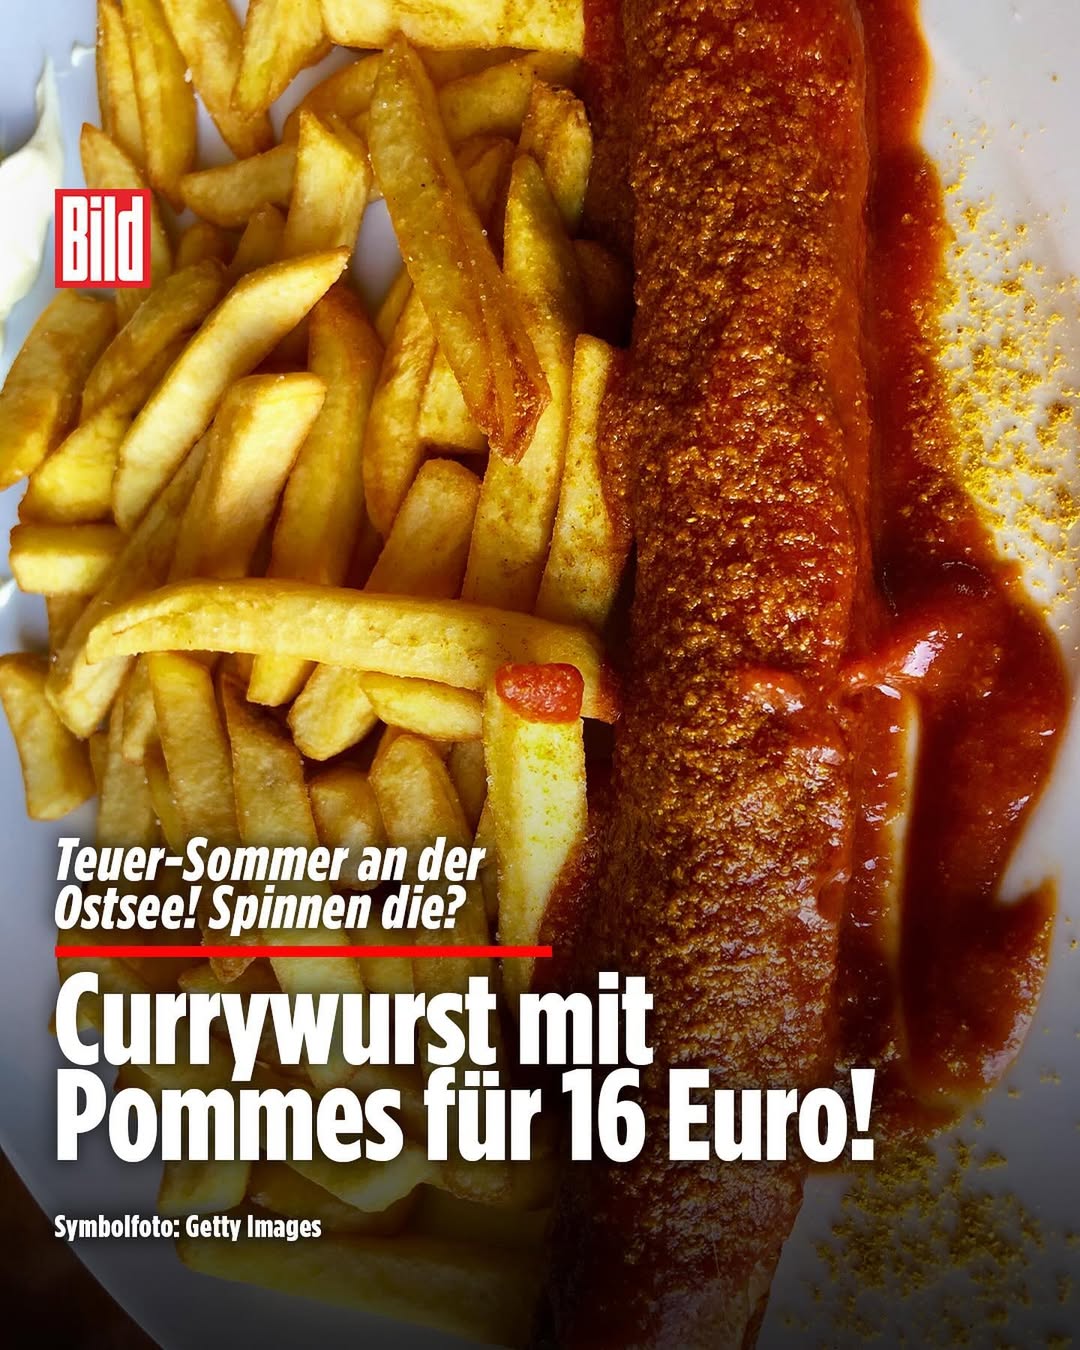 Bild
Teuer-Sommer an der
Ostsee! Spinnen die?
Currywurst mit
Pommes für 16 Euro!
Symbolfoto: Getty Images